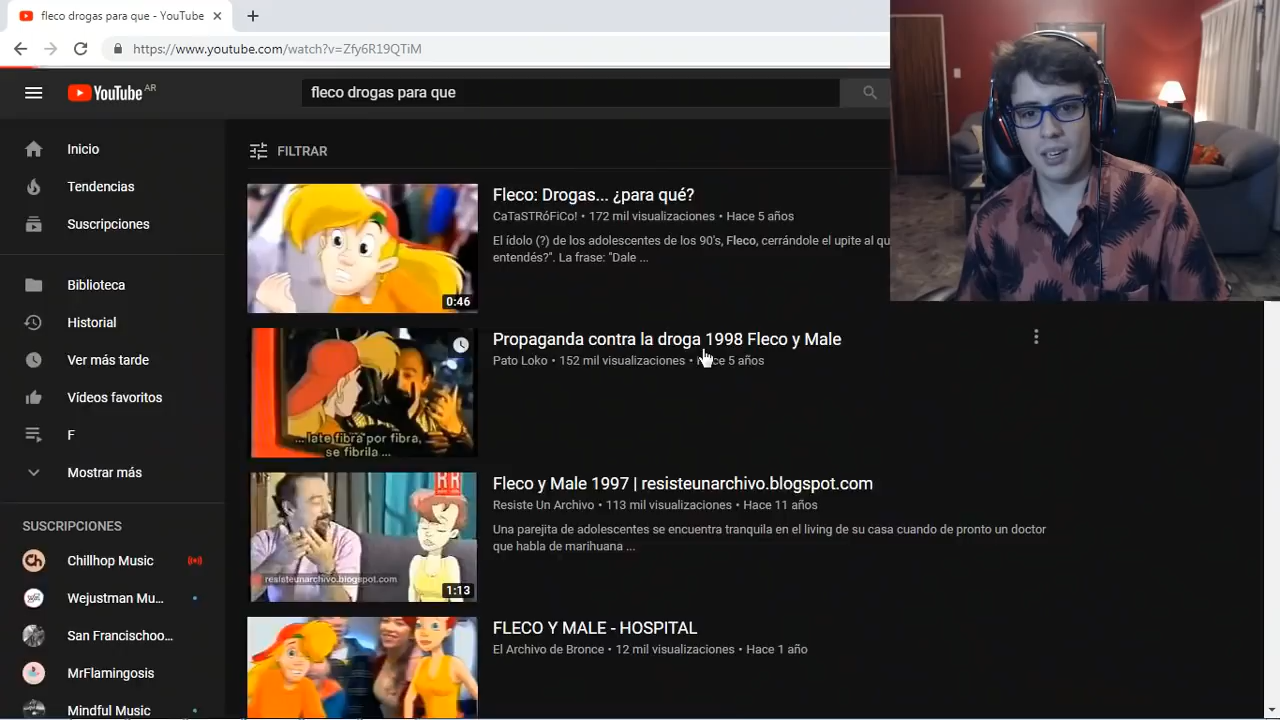 fleco drogas para que - YouTube
https://www.youtube.com/watch?v=Zfy6R19QTiM
YouTube AR
fleco drogas para que
Inicio
Tendencias
Suscripciones
Biblioteca
Historial
Ver más tarde
Vídeos favoritos
F
Mostrar más
SUSCRIPCIONES
Chillhop Music
Wejustman Mu...
San Francischoo...
MrFlamingosis
Mindful Music
FILTRAR
Fleco: Drogas... ¿para qué?
CaTaSTRóFiCo! • 172 mil visualizaciones • Hace 5 años
El ídolo (?) de los adolescentes de los 90's, Fleco, cerrándole el upite al qu
entendés?". La frase: "Dale ...
0:46
Propaganda contra la droga 1998 Fleco y Male
Pato Loko • 152 mil visualizaciones • Hace 5 años
... late fibra por fibra,
se fibrila ...
Fleco y Male 1997 | resisteunarchivo.blogspot.com
Resiste Un Archivo • 113 mil visualizaciones • Hace 11 años
Una parejita de adolescentes se encuentra tranquila en el living de su casa cuando de pronto un doctor
que habla de marihuana ...
RR
resisteunarchivo.blogspot.com
1:13
FLECO Y MALE - HOSPITAL
El Archivo de Bronce • 12 mil visualizaciones • Hace 1 año